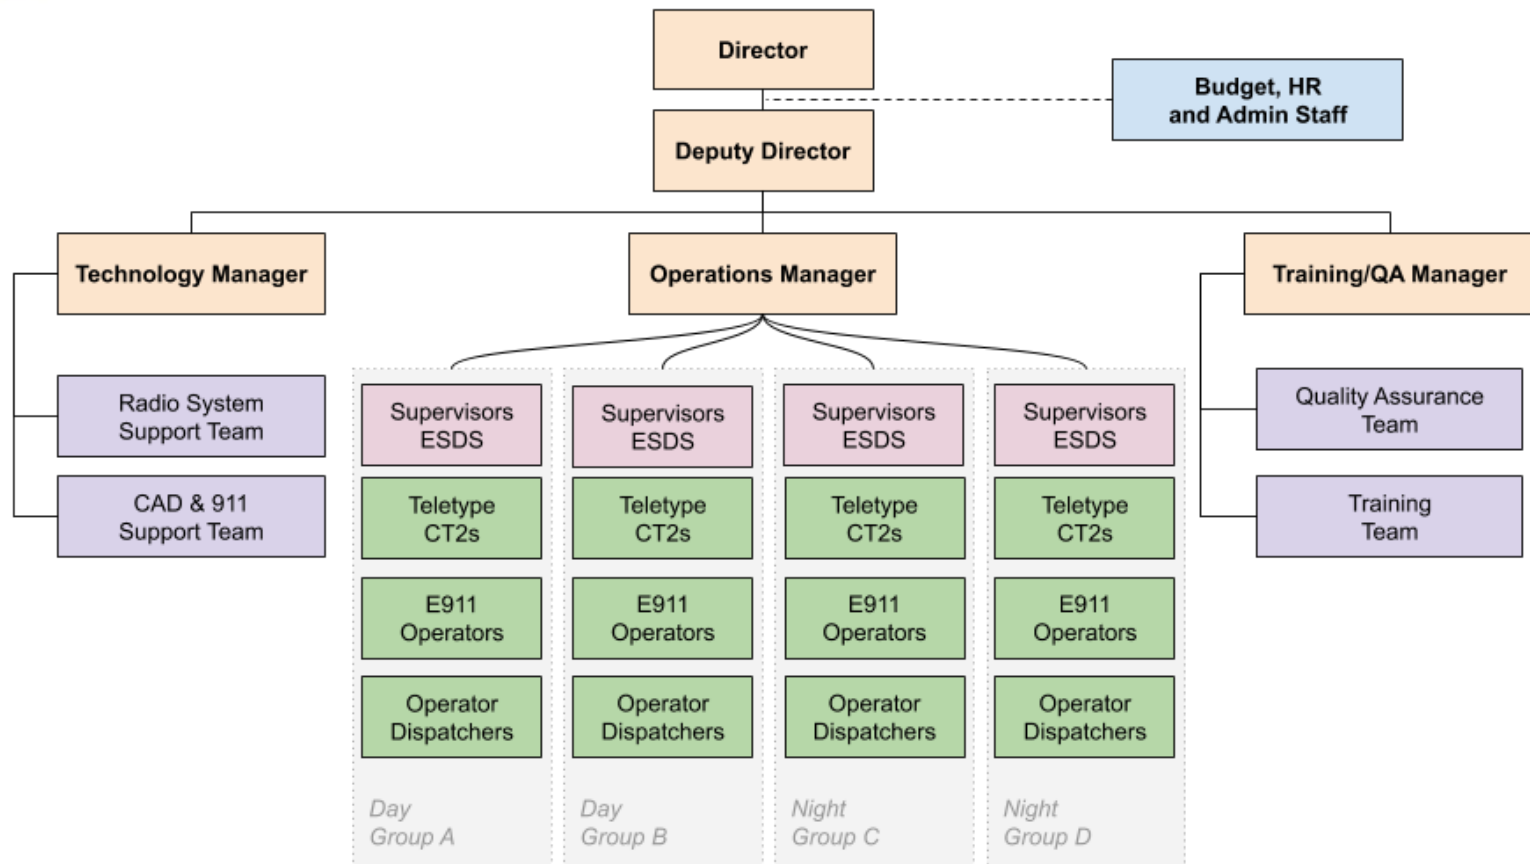 Director
Budget, HR
and Admin Staff
Deputy Director
Technology Manager
Operations Manager
Training/QA Manager
Radio System
Support Team
CAD & 911
Support Team
Supervisors
ESDS
Teletype
CT2s
E911
Operators
Operator
Dispatchers
Day
Group A
Supervisors
ESDS
Teletype
CT2s
E911
Operators
Operator
Dispatchers
Day
Group B
Supervisors
ESDS
Teletype
CT2s
E911
Operators
Operator
Dispatchers
Night
Group C
Supervisors
ESDS
Teletype
CT2s
E911
Operators
Operator
Dispatchers
Night
Group D
Quality Assurance
Team
Training
Team